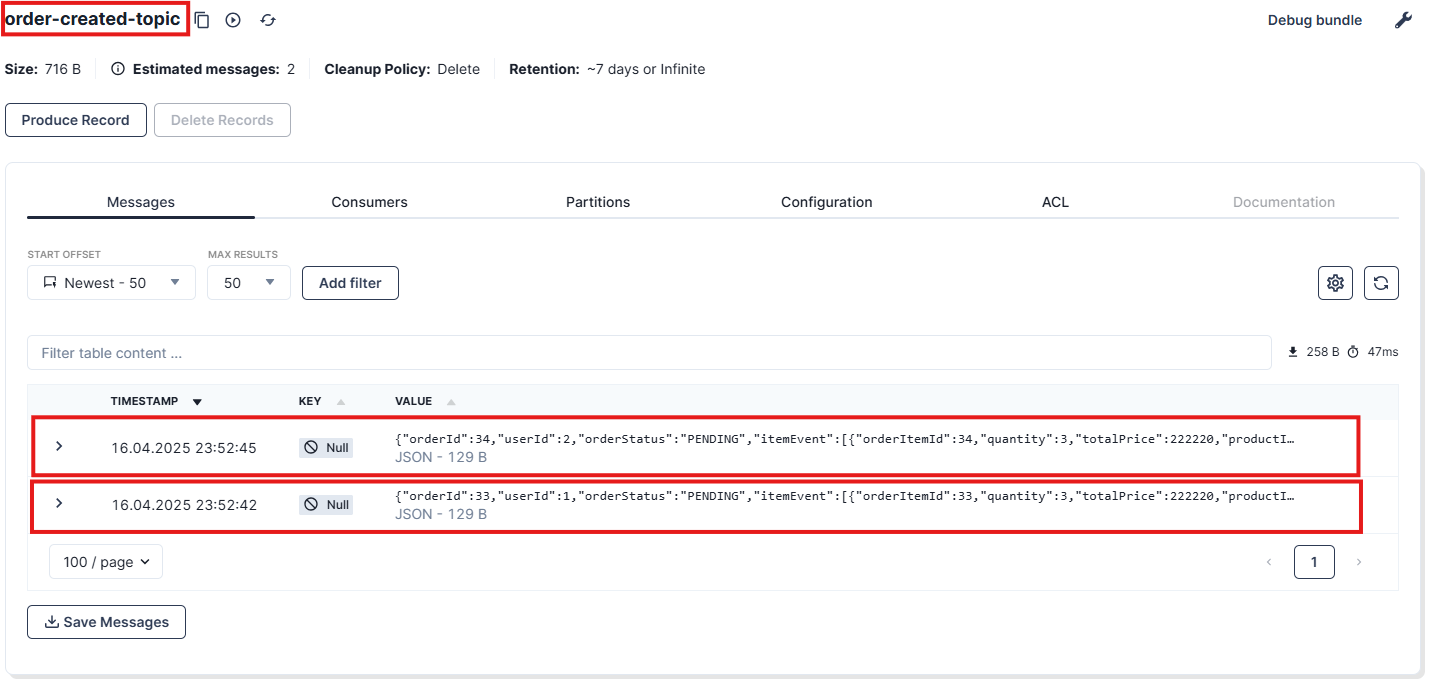 order-created-topic
Debug bundle
Size: 716 B Estimated messages: 2 Cleanup Policy: Delete Retention: ~7 days or Infinite
Produce Record Delete Records
Messages Consumers Partitions Configuration ACL Documentation
START OFFSET MAX RESULTS
Newest - 50 50 Add filter
Filter table content ... 258 B 47ms
TIMESTAMP KEY VALUE
16.04.2025 23:52:45 Null {"orderId":34,"userId":2,"orderStatus":"PENDING","itemEvent":[{"orderItemId":34,"quantity":3,"totalPrice":222220,"productI…
JSON - 129 B
16.04.2025 23:52:42 Null {"orderId":33,"userId":1,"orderStatus":"PENDING","itemEvent":[{"orderItemId":33,"quantity":3,"totalPrice":222220,"productI…
JSON - 129 B
100 / page 1
Save Messages